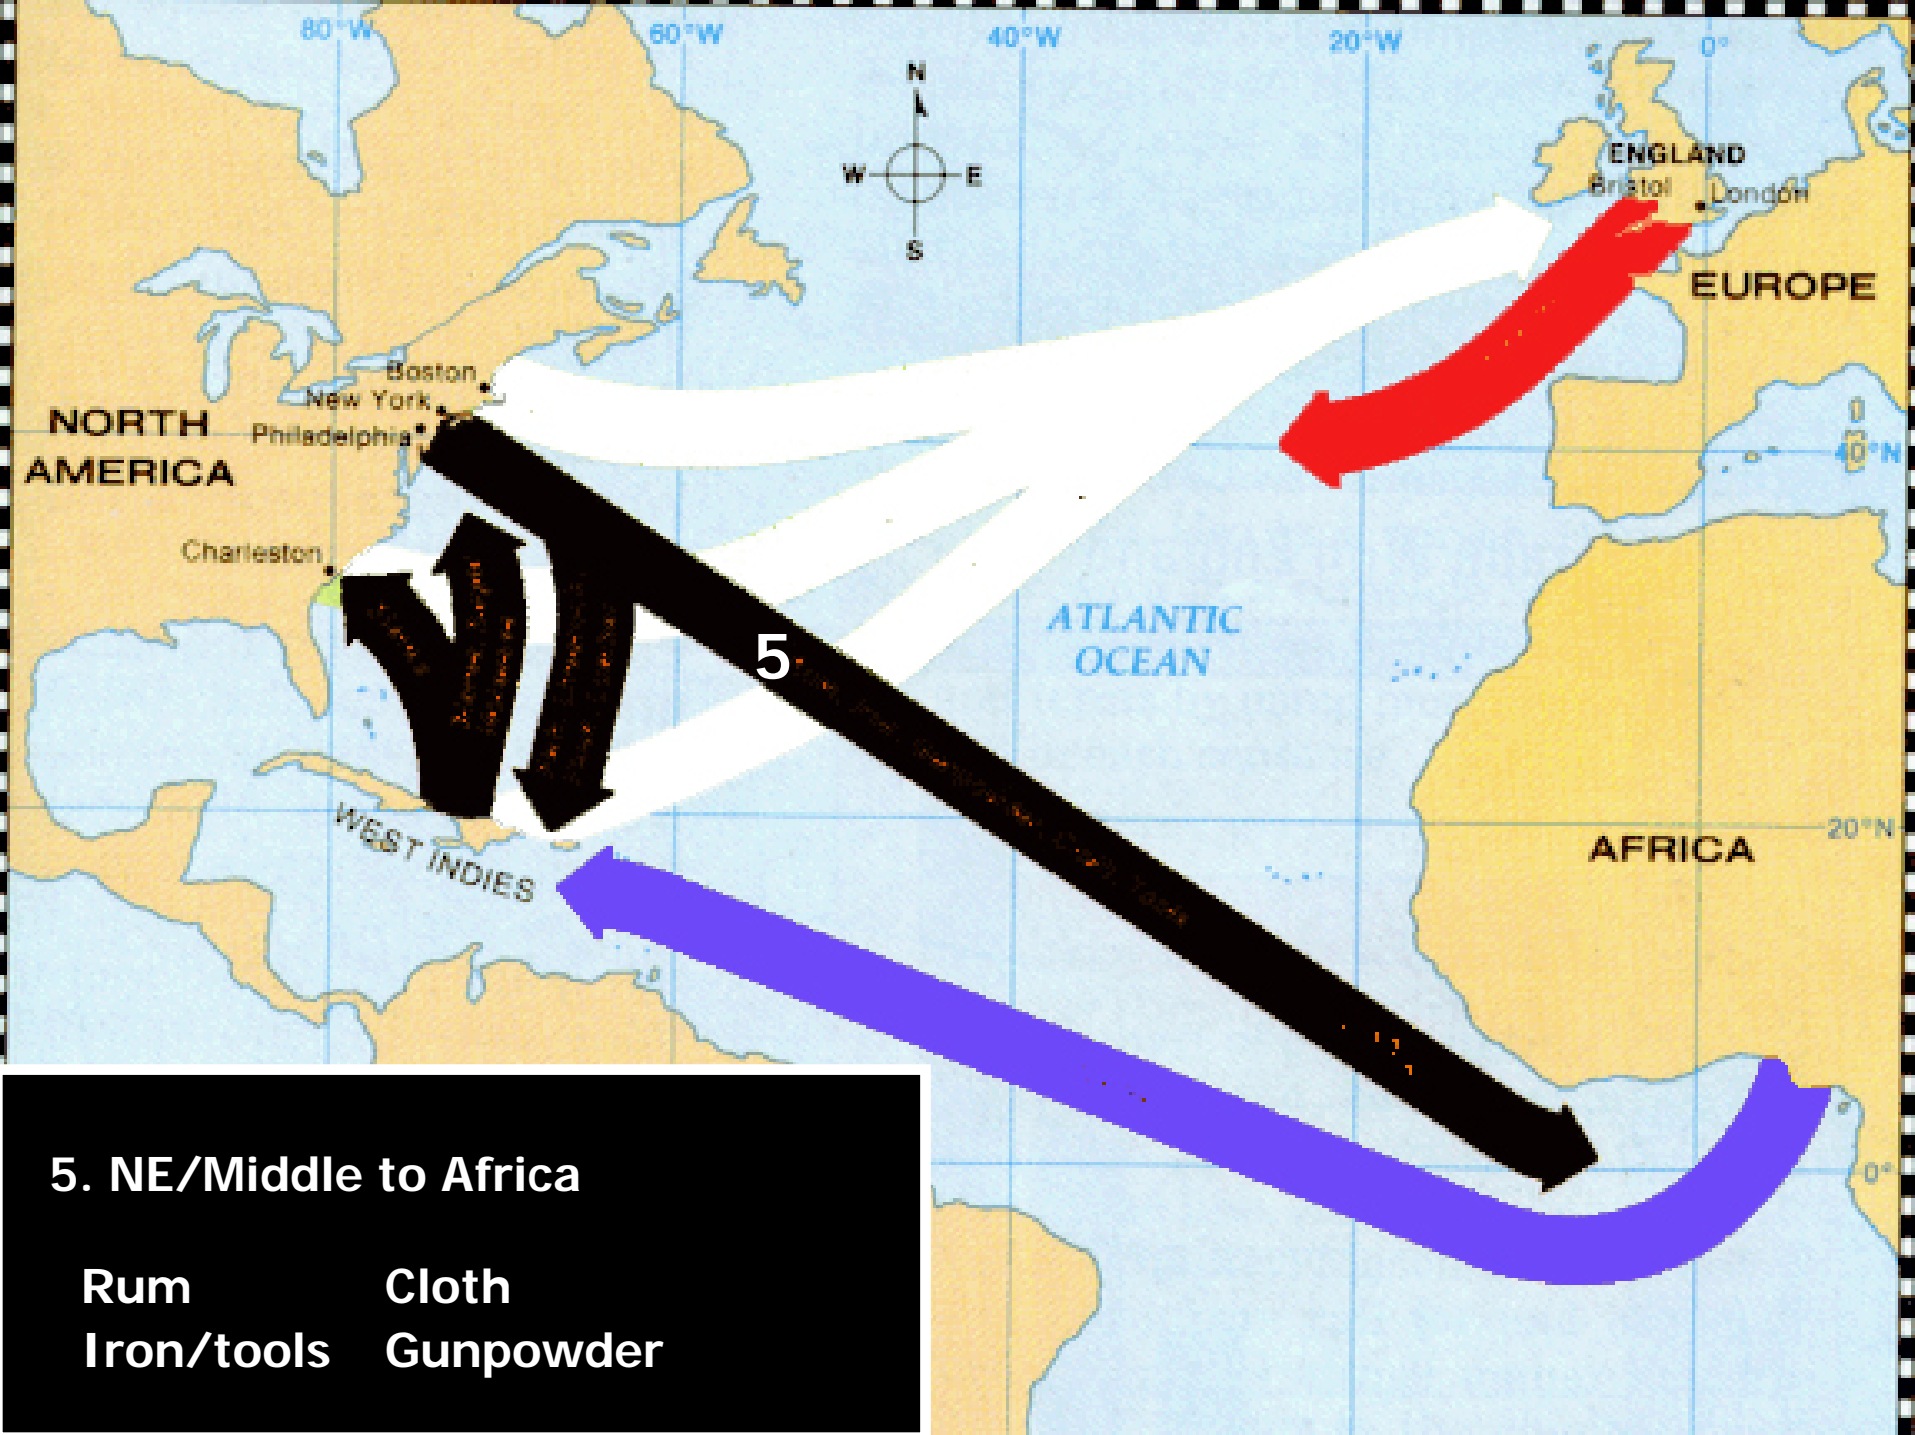 80°W
60°W
40°W
20°W
0°
N
W
E
S
ENGLAND
Bristol
London
EUROPE
Boston
New York
Philadelphia
NORTH
AMERICA
40°N
Charleston
ATLANTIC
OCEAN
5
WEST INDIES
20°N
AFRICA
0°
5. NE/Middle to Africa
Rum Cloth
Iron/tools Gunpowder